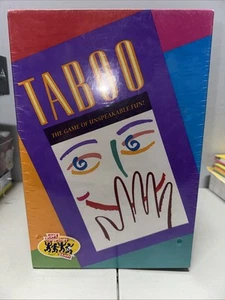 TABOO
THE GAME OF UNSPEAKABLE FUN!